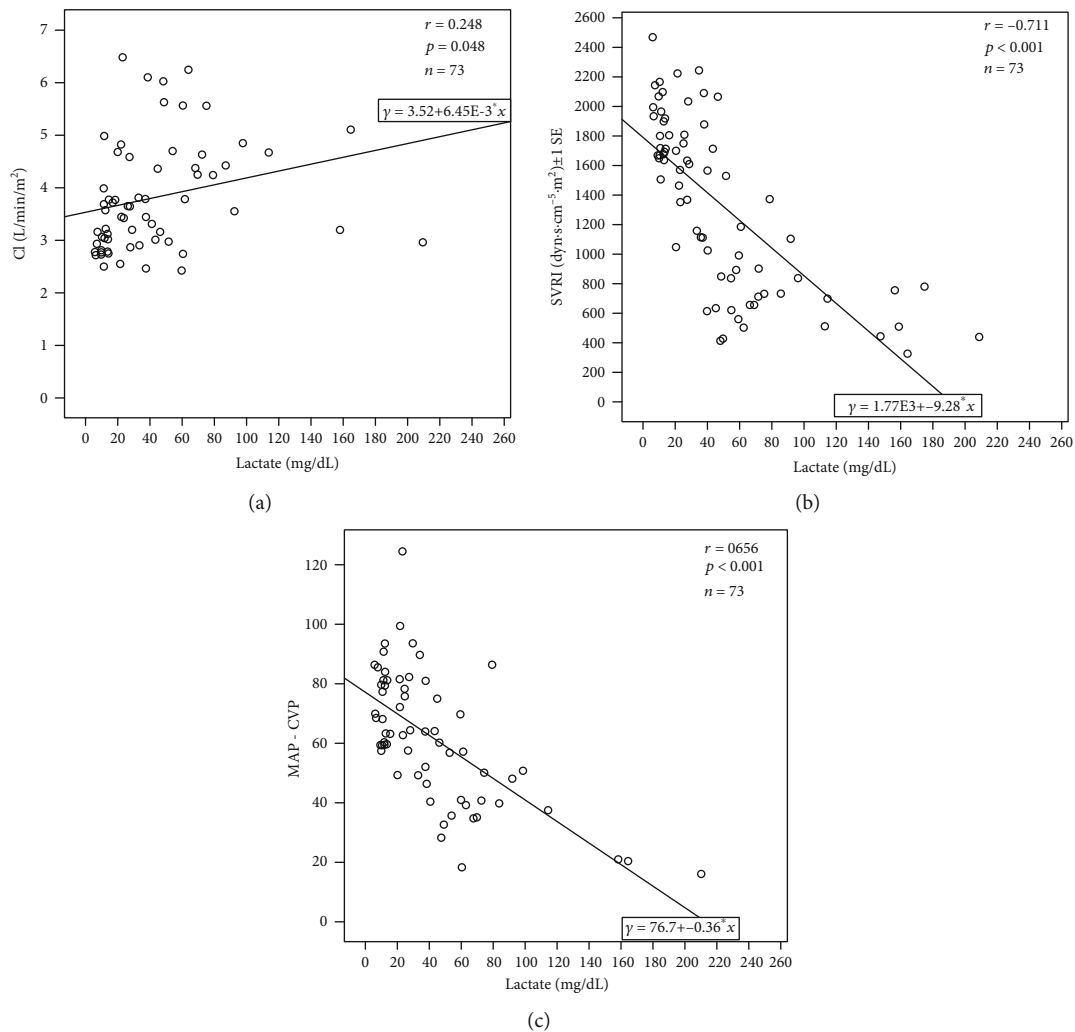 r = 0.248
p = 0.048
n = 73
γ = 3.52+6.45E-3*x
CI (L/min/m²)
7
6
5
4
3
2
1
0
0 20 40 60 80 100 120 140 160 180 200 220 240 260
Lactate (mg/dL)
(a)
r = –0.711
p < 0.001
n = 73
SVRI (dyn·s·cm⁻⁵·m²)±1 SE
2600
2400
2200
2000
1800
1600
1400
1200
1000
800
600
400
200
0
γ = 1.77E3+–9.28*x
0 20 40 60 80 100 120 140 160 180 200 220 240 260
Lactate (mg/dL)
(b)
r = 0656
p < 0.001
n = 73
MAP - CVP
120
100
80
60
40
20
0
γ = 76.7+–0.36*x
0 20 40 60 80 100 120 140 160 180 200 220 240 260
Lactate (mg/dL)
(c)